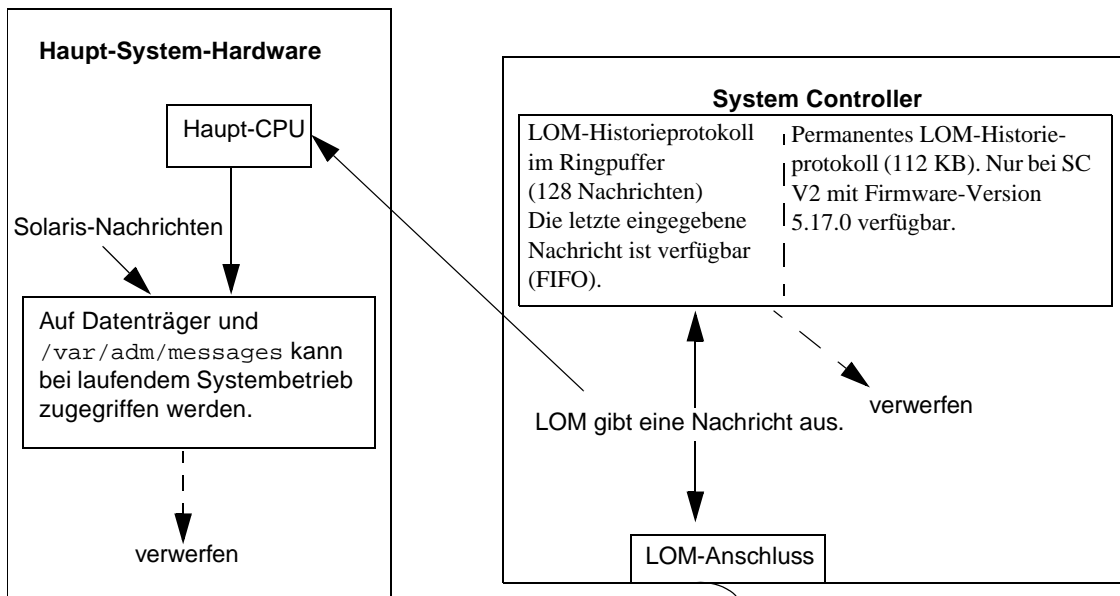 Haupt-System-Hardware
Haupt-CPU
Solaris-Nachrichten
Auf Datenträger und
/var/adm/messages kann
bei laufendem Systembetrieb
zugegriffen werden.
verwerfen
System Controller
LOM-Historieprotokoll
im Ringpuffer
(128 Nachrichten)
Die letzte eingegebene
Nachricht ist verfügbar
(FIFO).
Permanentes LOM-Historie-
protokoll (112 KB). Nur bei SC
V2 mit Firmware-Version
5.17.0 verfügbar.
verwerfen
LOM gibt eine Nachricht aus.
LOM-Anschluss